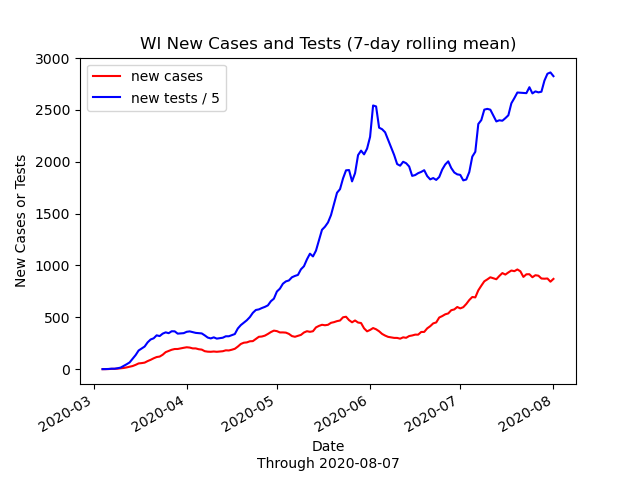 WI New Cases and Tests (7-day rolling mean)
new cases
new tests / 5
3000
2500
2000
1500
1000
500
0
New Cases or Tests
2020-03
2020-04
2020-05
2020-06
2020-07
2020-08
Date
Through 2020-08-07